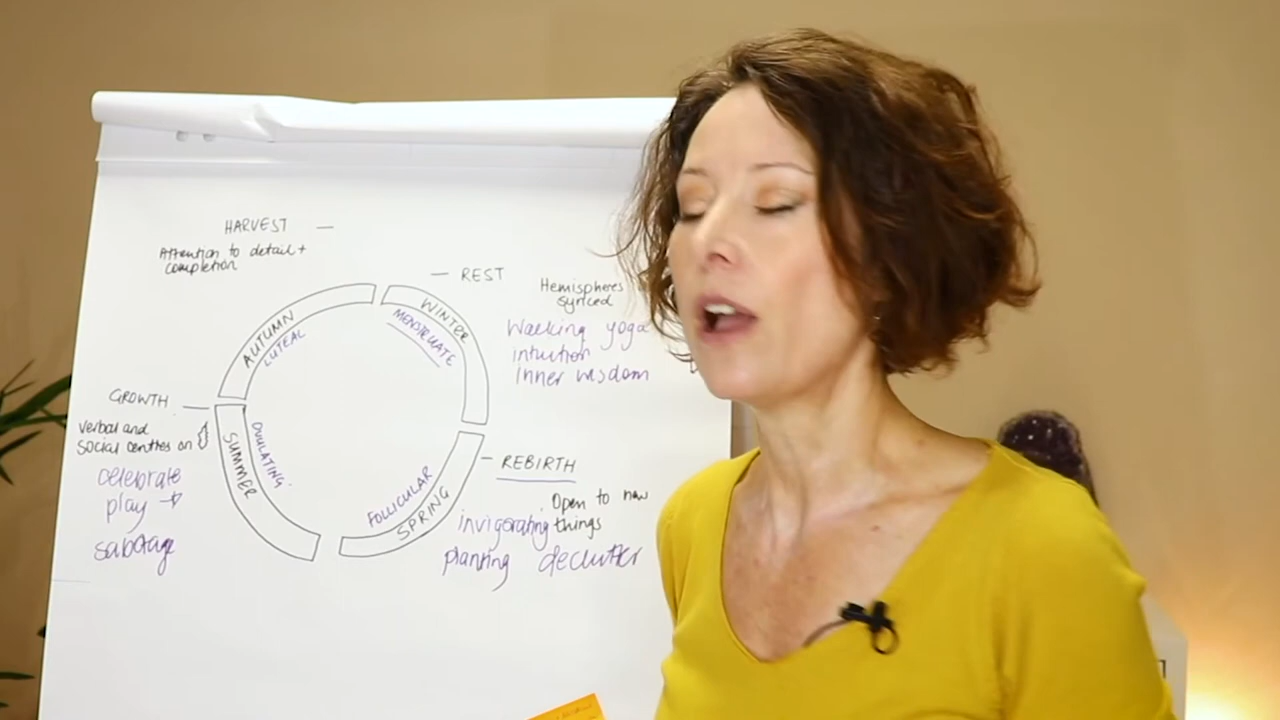 HARVEST —
Attention to detail +
completion
— REST
Hemispheres
synced
Walking yoga
intuition
inner wisdom
AUTUMN
LUTEAL
WINTER
MENSTRUATE
GROWTH —
verbal and
social centres on
celebrate
play →
sabotage
SUMMER
OVULATING
FOLLICULAR
SPRING
— REBIRTH
Open to new
things
invigorating
planting declutter